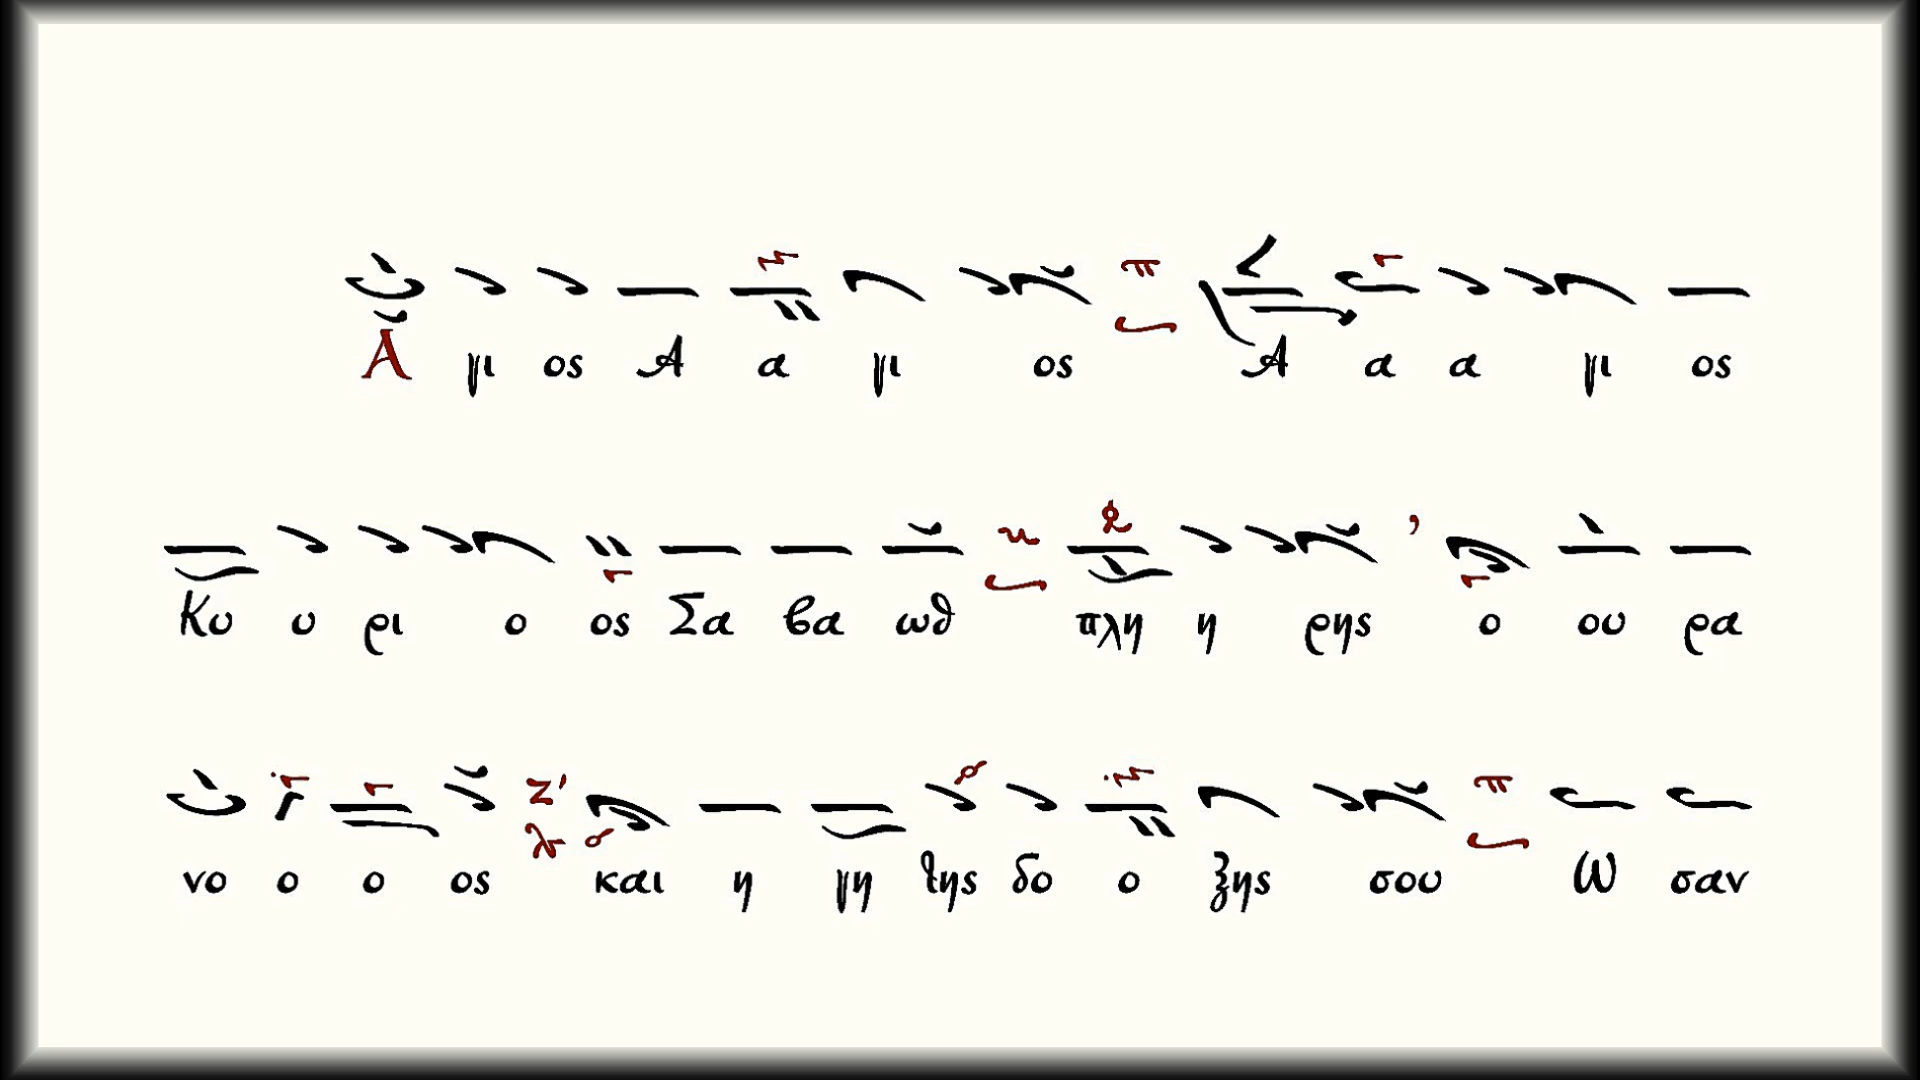 Ἅ γι ος Ἅ α γι ος Ἅ α α γι ος
Κυ υ ρι ο ος Σα βα ωθ πλη η ρης ο ου ρα
νο ο ο ος και η γη της δο ο ξης σου Ω σαν